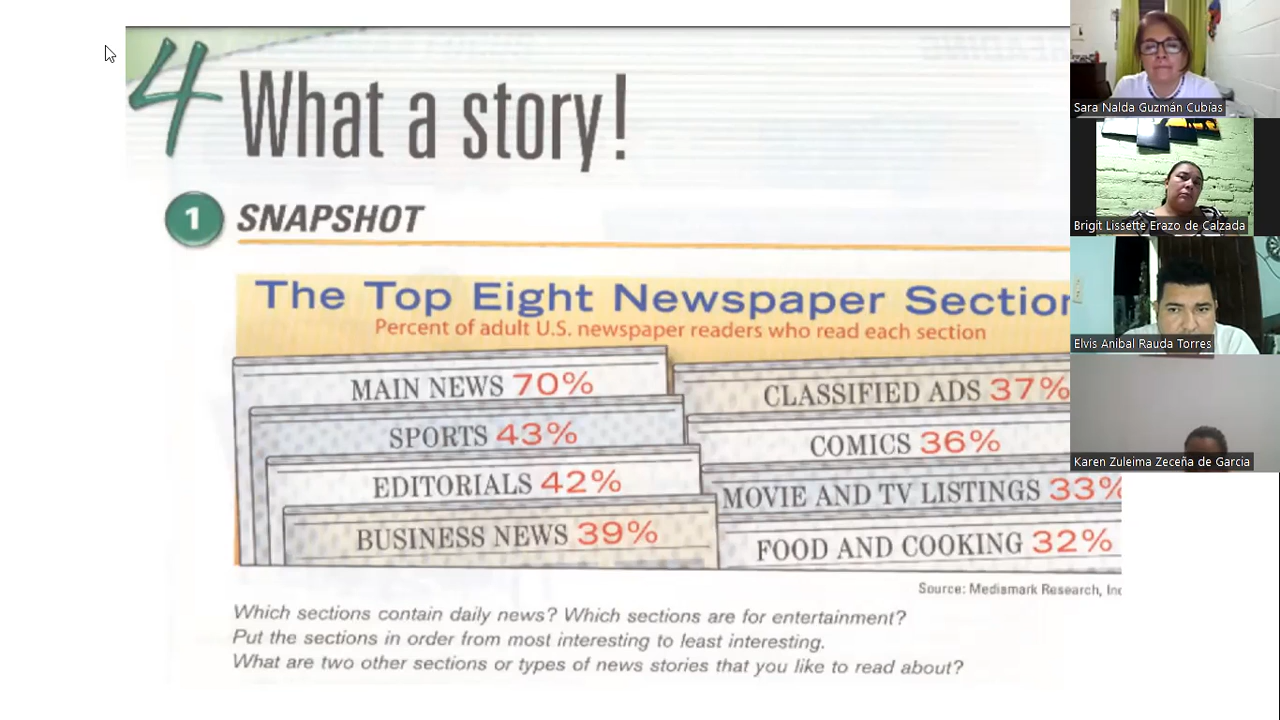 4 What a story!
1 SNAPSHOT
The Top Eight Newspaper
Percent of adult U.S. newspaper readers who read each section
MAIN NEWS 70%
SPORTS 43%
EDITORIALS 42%
BUSINESS NEWS 39%
CLASSIFIED ADS 37%
COMICS 36%
MOVIE AND TV LISTINGS 33%
FOOD AND COOKING 32%
Source: Mediamark Research,
Which sections contain daily news? Which sections are for entertainment?
Put the sections in order from most interesting to least interesting.
What are two other sections or types of news stories that you like to read about?
Sara Nalda Guzmán Cubías
Brigit Lissette Erazo de Calzada
Elvis Anibal Rauda Torres
Karen Zuleima Zeceña de Garcia